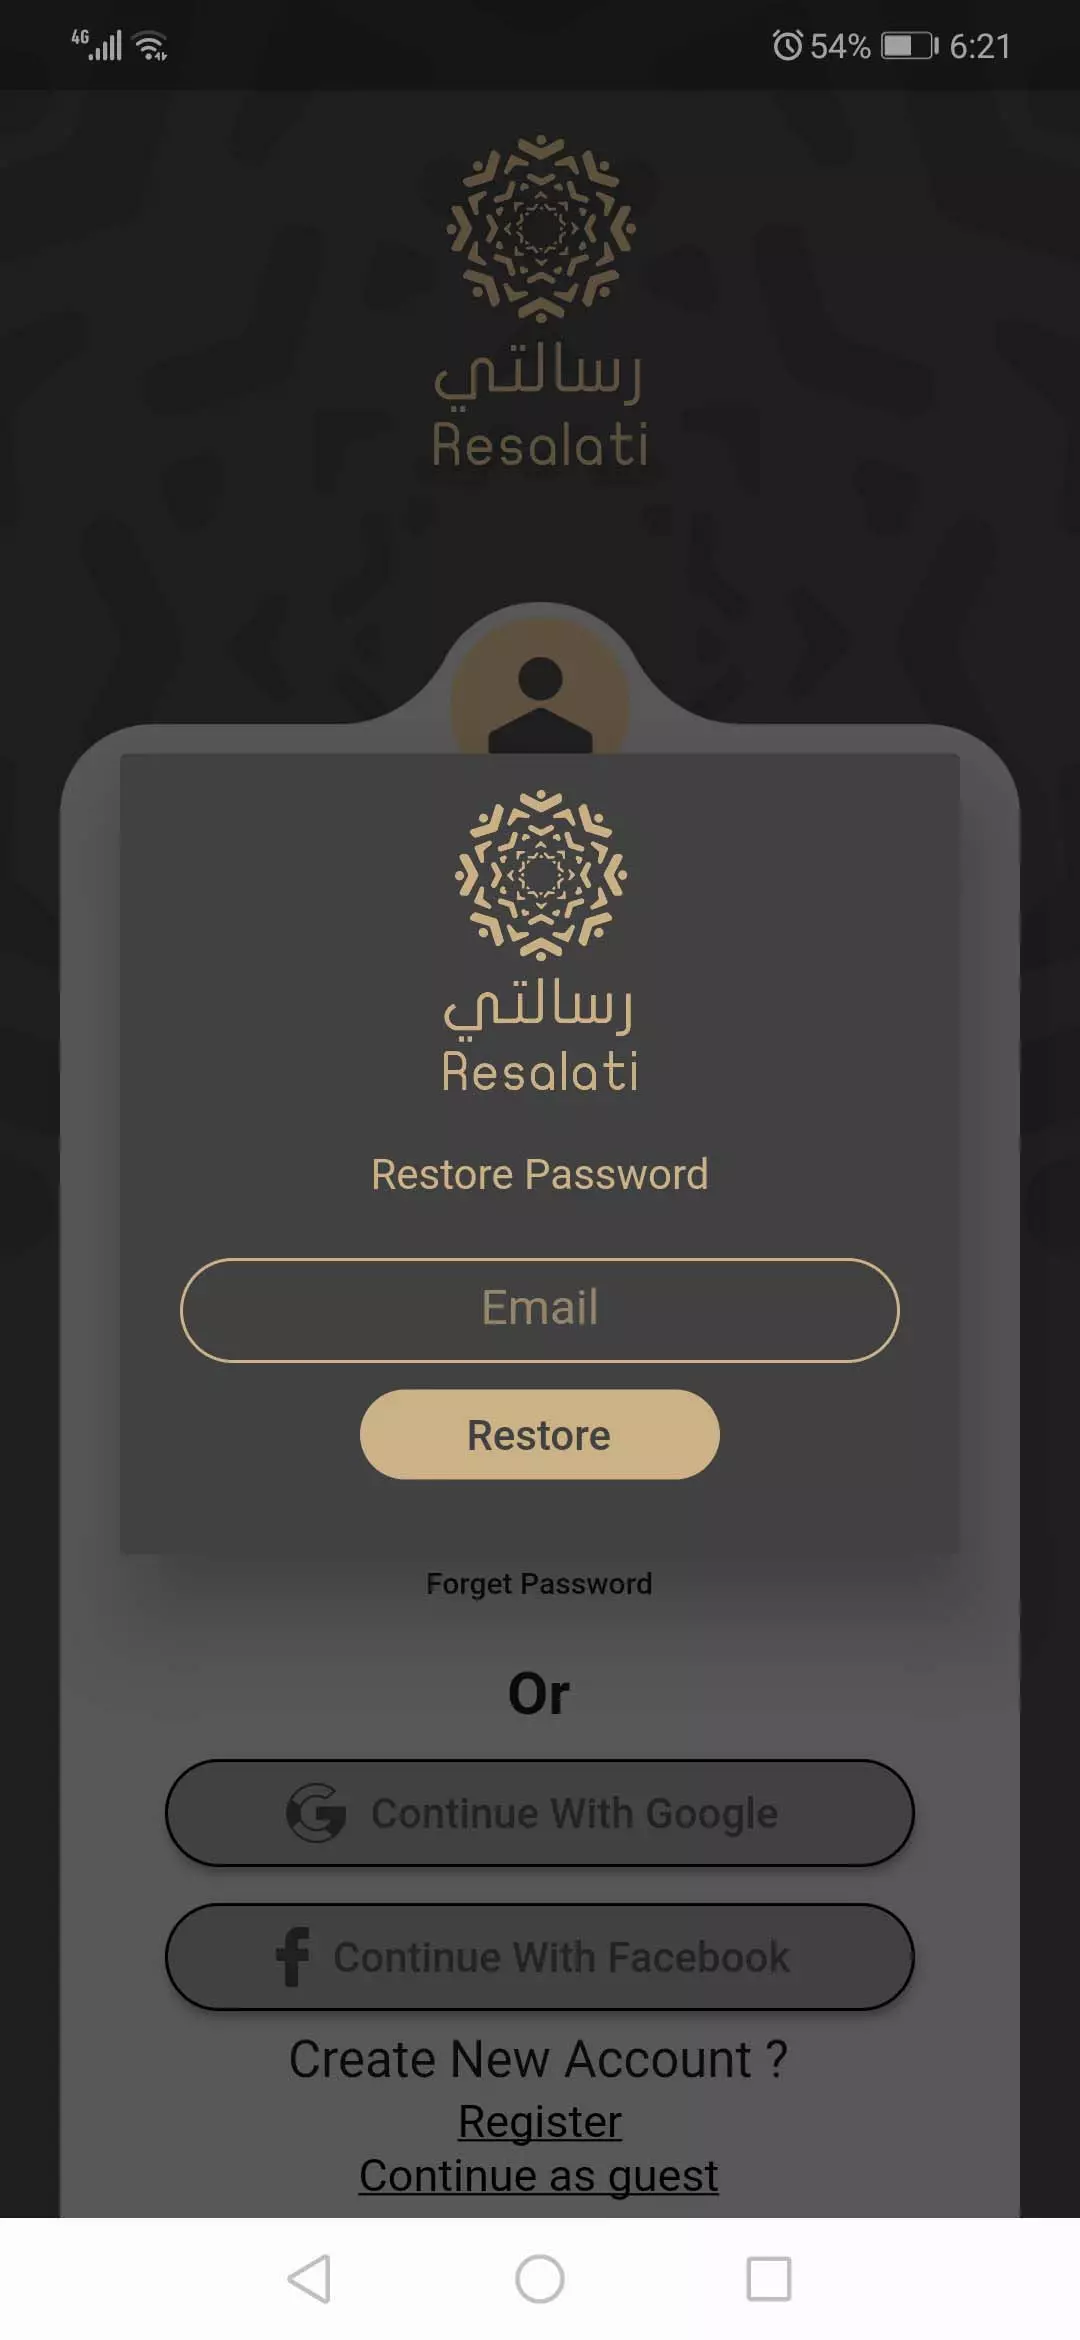 4G
54%
6:21
رسالتي
Resalati
رسالتي
Resalati
Restore Password
Email
Restore
Forget Password
Or
Continue With Google
Continue With Facebook
Create New Account ?
Register
Continue as guest